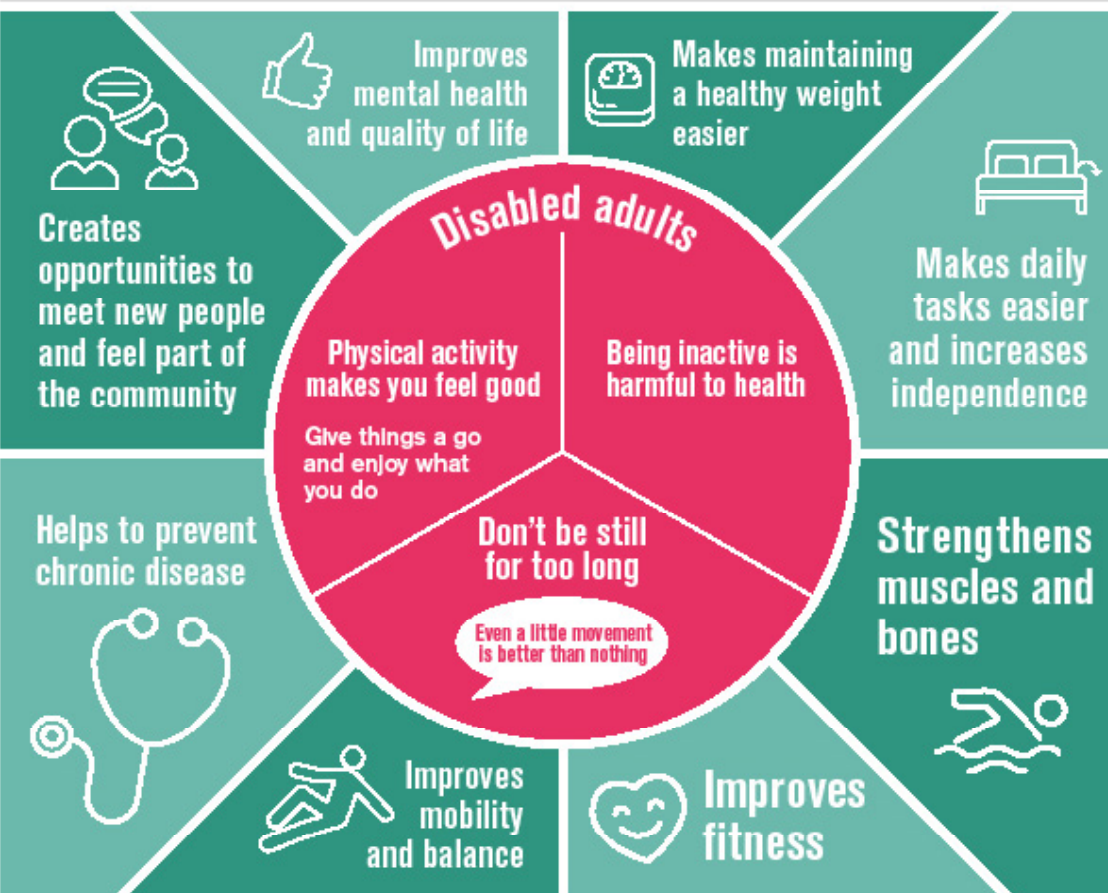 Improves
mental health
and quality of life
Makes maintaining
a healthy weight
easier
Creates
opportunities to
meet new people
and feel part of
the community
Makes daily
tasks easier
and increases
independence
Disabled adults
Physical activity
makes you feel good
Give things a go
and enjoy what
you do
Being inactive is
harmful to health
Don't be still
for too long
Even a little movement
is better than nothing
Helps to prevent
chronic disease
Strengthens
muscles and
bones
Improves
mobility
and balance
Improves
fitness